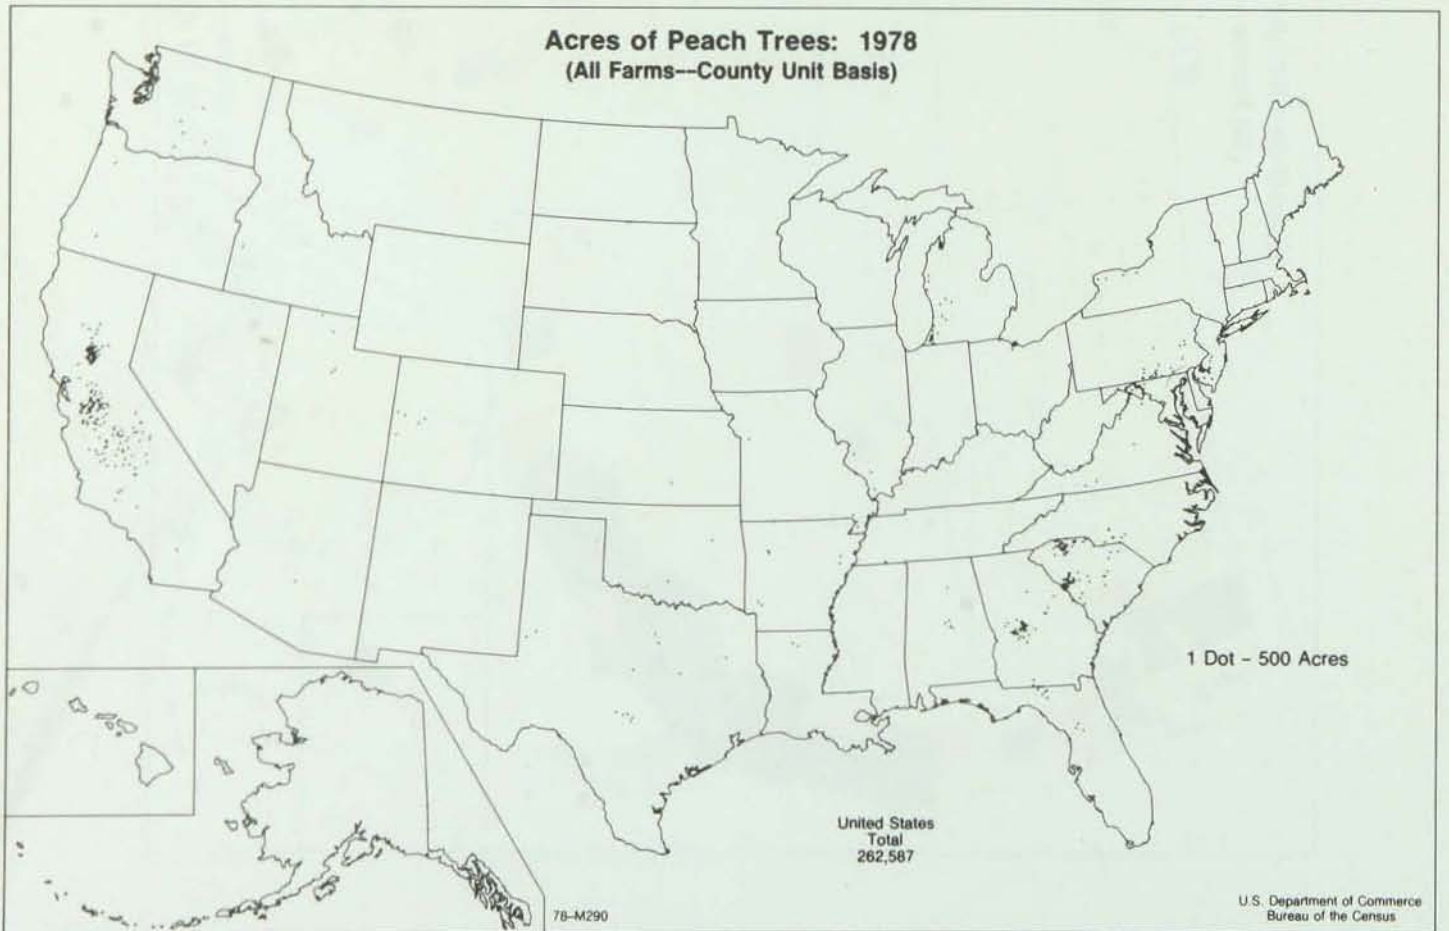 Acres of Peach Trees: 1978
(All Farms--County Unit Basis)
1 Dot - 500 Acres
United States
Total
262,587
78-M290
U.S. Department of Commerce
Bureau of the Census